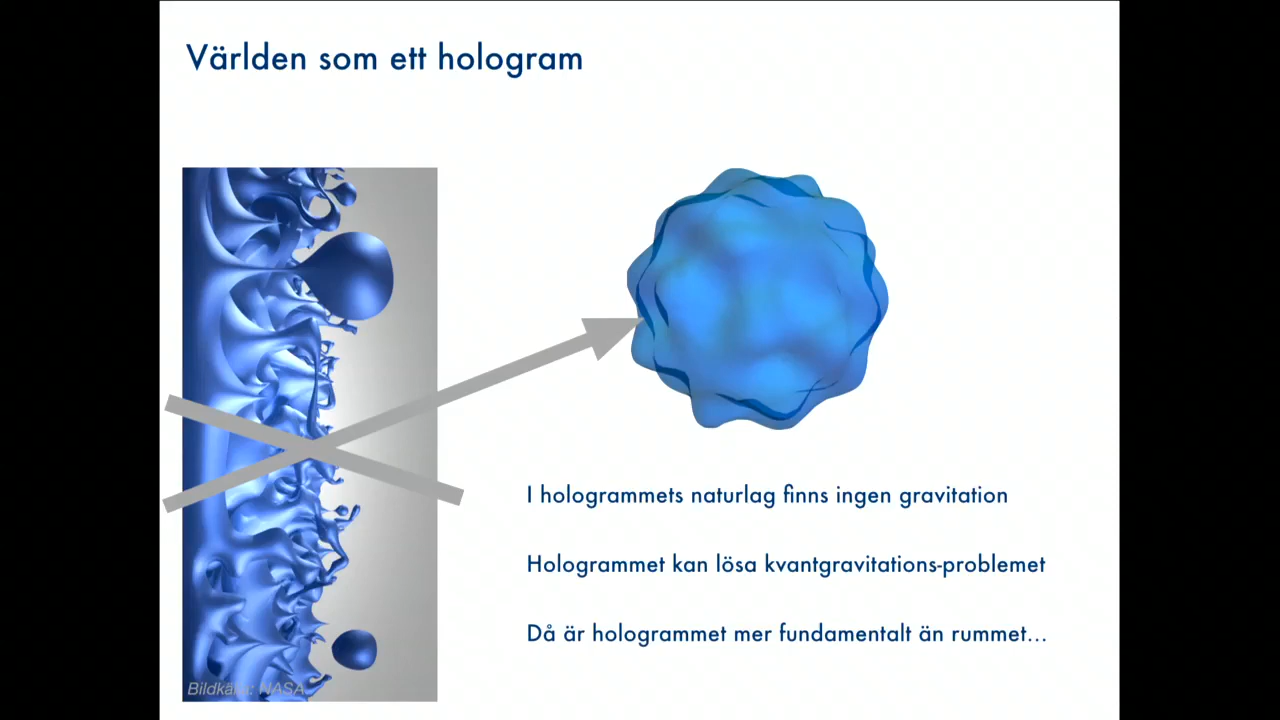 Världen som ett hologram
I hologrammets naturlag finns ingen gravitation
Hologrammet kan lösa kvantgravitations-problemet
Då är hologrammet mer fundamentalt än rummet...
Bildkälla: NASA